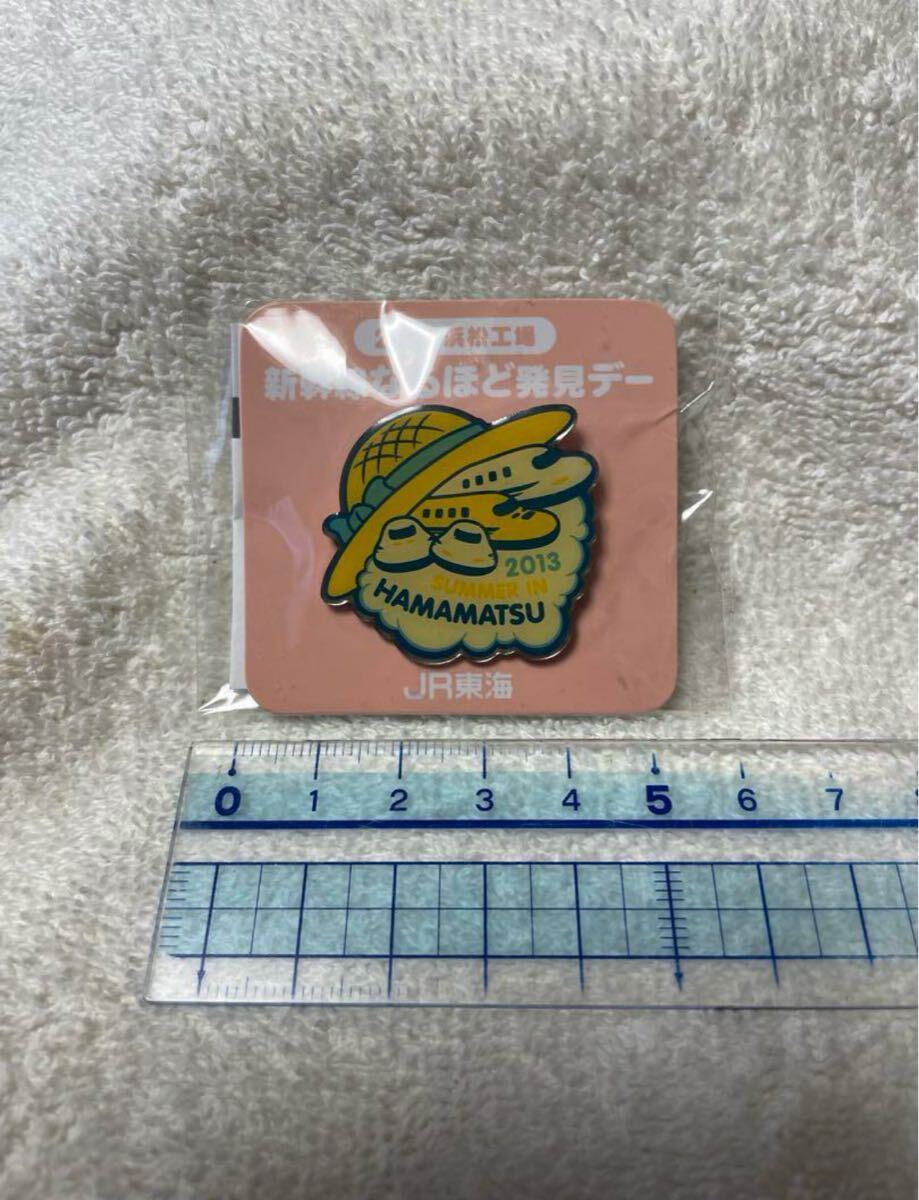 浜松工場
新幹線なるほど発見デー
2013
SUMMER IN
HAMAMATSU
JR東海
0 1 2 3 4 5 6 7